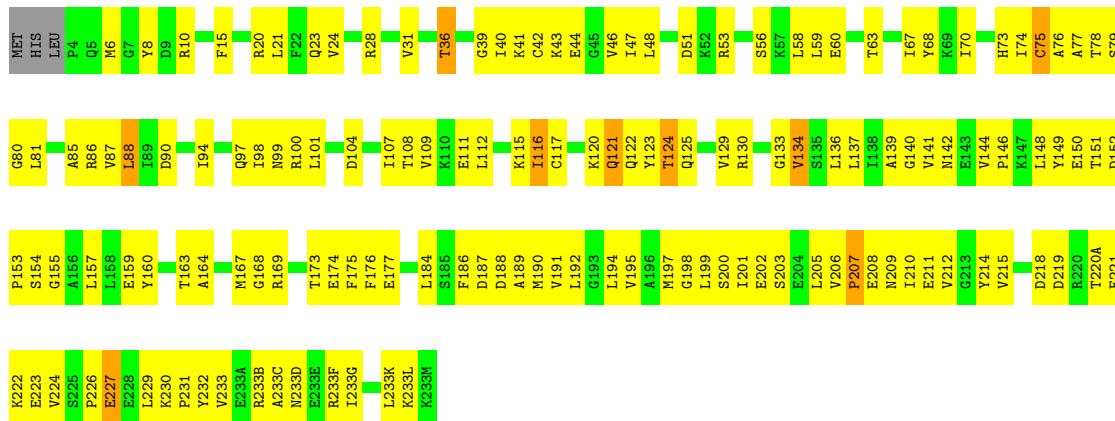 MET HIS LEU P4 Q5 M6 G7 Y8 D9 R10 F15 R20 L21 F22 Q23 V24 R28 V31 T36 G39 I40 K41 C42 K43 E44 G45 V46 I47 L48 D51 K52 R53 S56 K57 L58 L59 E60 T63 I67 Y68 K69 I70 H73 I74 C75 A76 A77 T78
G80 L81 A85 R86 V87 L88 I89 D90 I94 Q97 I98 N99 R100 L101 D104 I107 T108 V109 K110 E111 L112 K115 I116 C117 K120 Q121 Q122 Y123 T124 Q125 V129 R130 G133 V134 S135 L136 L137 I138 A139 G140 V141 N142 E143 V144 P146 K147 L148 Y149 E150 T151 D152
P153 S154 G155 A156 L157 L158 E159 Y160 T163 A164 M167 G168 R169 T173 E174 F175 F176 E177 L184 S185 F186 D187 D188 A189 M190 V191 L192 G193 L194 V195 A196 M197 G198 L199 S200 I201 E202 S203 E204 L205 V206 P207 E208 N209 I210 E211 V212 G213 Y214 V215 D218 D219 R220 T220A
K222 E223 V224 S225 P226 E227 E228 L229 K230 P231 Y232 V233 E233A R233B A233C N233D E233E R233F I233G L233K K233L K233M